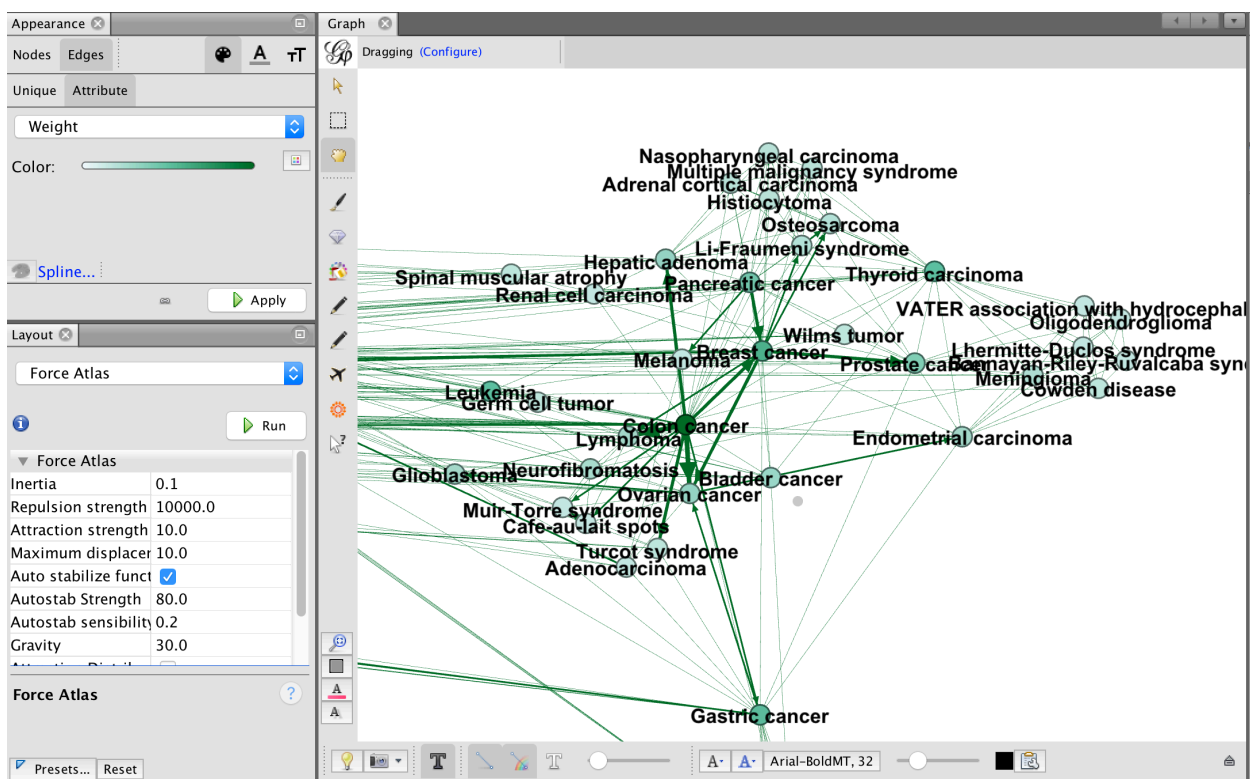 Appearance
Nodes Edges A TT
Unique Attribute
Weight
Color:
Spline...
Apply
Layout
Force Atlas
Run
Force Atlas
Inertia 0.1
Repulsion strength 10000.0
Attraction strength 10.0
Maximum displacer 10.0
Auto stabilize funct
Autostab Strength 80.0
Autostab sensibility 0.2
Gravity 30.0
Force Atlas
Presets... Reset
Graph
Dragging (Configure)
Nasopharyngeal carcinoma
Multiple malignancy syndrome
Adrenal cortical carcinoma
Histiocytoma
Osteosarcoma
Li-Fraumeni syndrome
Hepatic adenoma
Thyroid carcinoma
Spinal muscular atrophy
Pancreatic cancer
Renal cell carcinoma
VATER association with hydrocephal
Oligodendroglioma
Wilms tumor
Lhermitte-Duclos syndrome
Breast cancer
Melanoma
Prostate cancer
Bannayan-Riley-Ruvalcaba syn
Meningioma
Cowden disease
Leukemia
Germ cell tumor
Colon cancer
Lymphoma
Endometrial carcinoma
Neurofibromatosis
Glioblastoma
Bladder cancer
Ovarian cancer
Muir-Torre syndrome
Cafe-au-lait spots
Turcot syndrome
Adenocarcinoma
Gastric cancer
A
A
T T A- A- Arial-BoldMT, 32